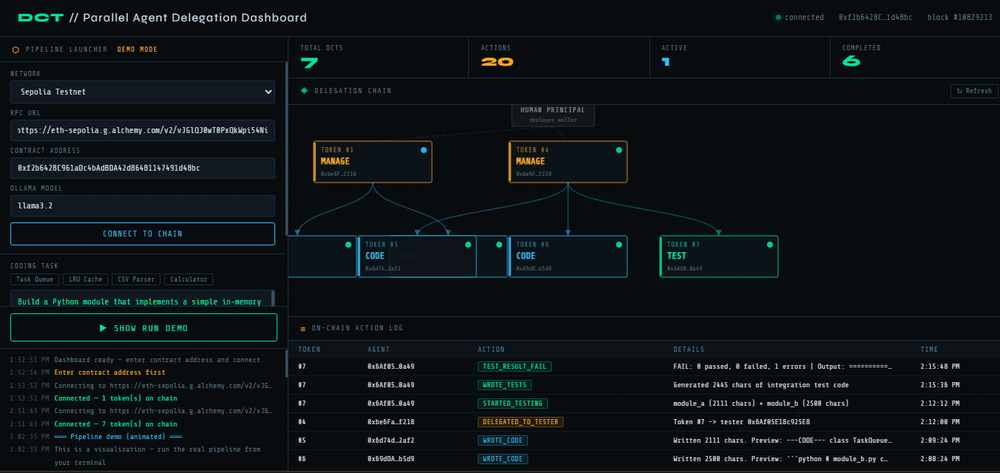 DCT // Parallel Agent Delegation Dashboard
connected 0xf2b6428C…1d48bc block #10829213
PIPELINE LAUNCHER DEMO MODE
NETWORK
Sepolia Testnet
RPC URL
https://eth-sepolia.g.alchemy.com/v2/vJGlQJ0wT0PxQkWpi54Ni
CONTRACT ADDRESS
0xf2b6428C961aDc4bAdBDA42d864B1147491d48bc
OLLAMA MODEL
llama3.2
CONNECT TO CHAIN
CODING TASK
Task Queue LRU Cache CSV Parser Calculator
Build a Python module that implements a simple in-memory
▶ SHOW RUN DEMO
1:52:51 PM Dashboard ready — enter contract address and connect.
1:52:54 PM Enter contract address first
1:53:52 PM Connecting to https://eth-sepolia.g.alchemy.com/v2/vJG…
1:53:52 PM Connected — 1 token(s) on chain
2:51:43 PM Connecting to https://eth-sepolia.g.alchemy.com/v2/vJG…
2:51:43 PM Connected — 7 token(s) on chain
3:02:35 PM ═══ Pipeline demo (animated) ═══
3:02:35 PM This is a visualization — run the real pipeline from
your terminal
TOTAL DCTS
7
ACTIONS
20
ACTIVE
1
COMPLETED
6
◈ DELEGATION CHAIN
↻ Refresh
HUMAN PRINCIPAL
deployer wallet
TOKEN #1
MANAGE
0xbe6F…f218
TOKEN #4
MANAGE
0xbe6F…f218
TOKEN #5
CODE
0x6d74…2af2
CODE
TOKEN #6
CODE
0x69dD…b5d9
TOKEN #7
TEST
0x6Af0…0a49
≡ ON-CHAIN ACTION LOG
TOKEN AGENT ACTION DETAILS TIME
#7 0x6Af05…0a49 TEST_RESULT_FAIL FAIL: 0 passed, 0 failed, 1 errors | Output: ==========… 2:15:48 PM
#7 0x6Af05…0a49 WROTE_TESTS Generated 2445 chars of integration test code 2:15:36 PM
#7 0x6Af05…0a49 STARTED_TESTING module_a (2111 chars) + module_b (2500 chars) 2:12:12 PM
#4 0xbe6Fa…f218 DELEGATED_TO_TESTER Token #7 -> tester 0x6Af05E18c925E8 2:12:00 PM
#5 0x6d74d…2af2 WROTE_CODE Written 2111 chars. Preview: ---CODE--- class TaskQueue… 2:09:24 PM
#6 0x69dDA…b5d9 WROTE_CODE Written 2500 chars. Preview: ```python # module_b.py c… 2:08:24 PM